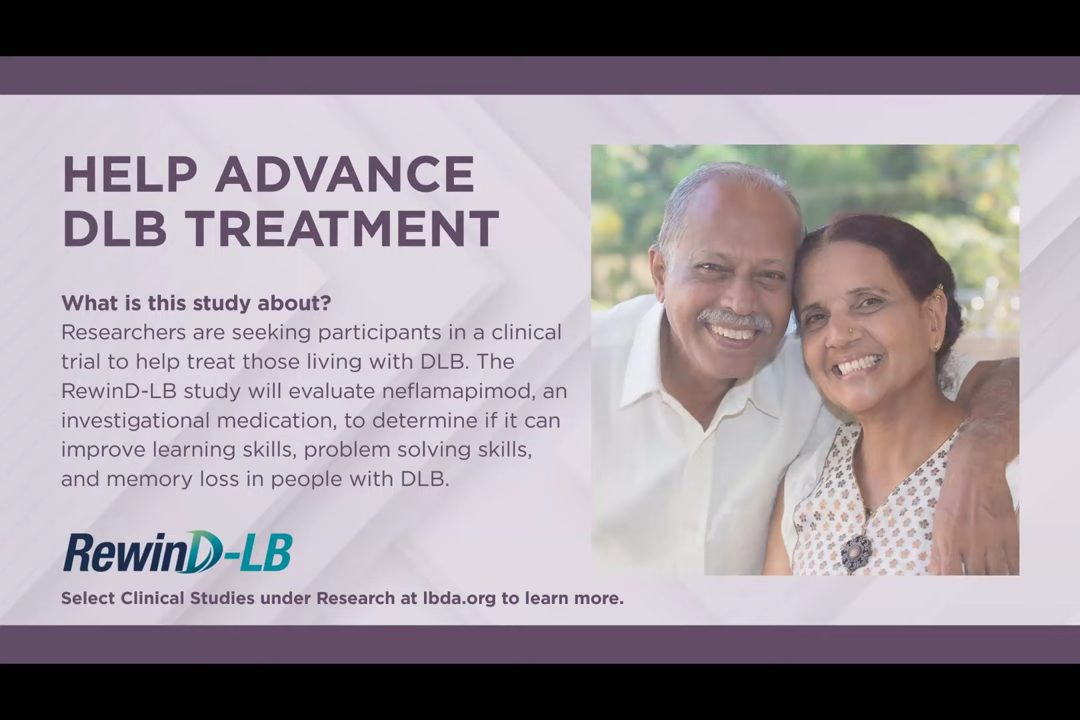 HELP ADVANCE
DLB TREATMENT
What is this study about?
Researchers are seeking participants in a clinical
trial to help treat those living with DLB. The
RewinD-LB study will evaluate neflamapimod, an
investigational medication, to determine if it can
improve learning skills, problem solving skills,
and memory loss in people with DLB.
RewinD-LB
Select Clinical Studies under Research at lbda.org to learn more.